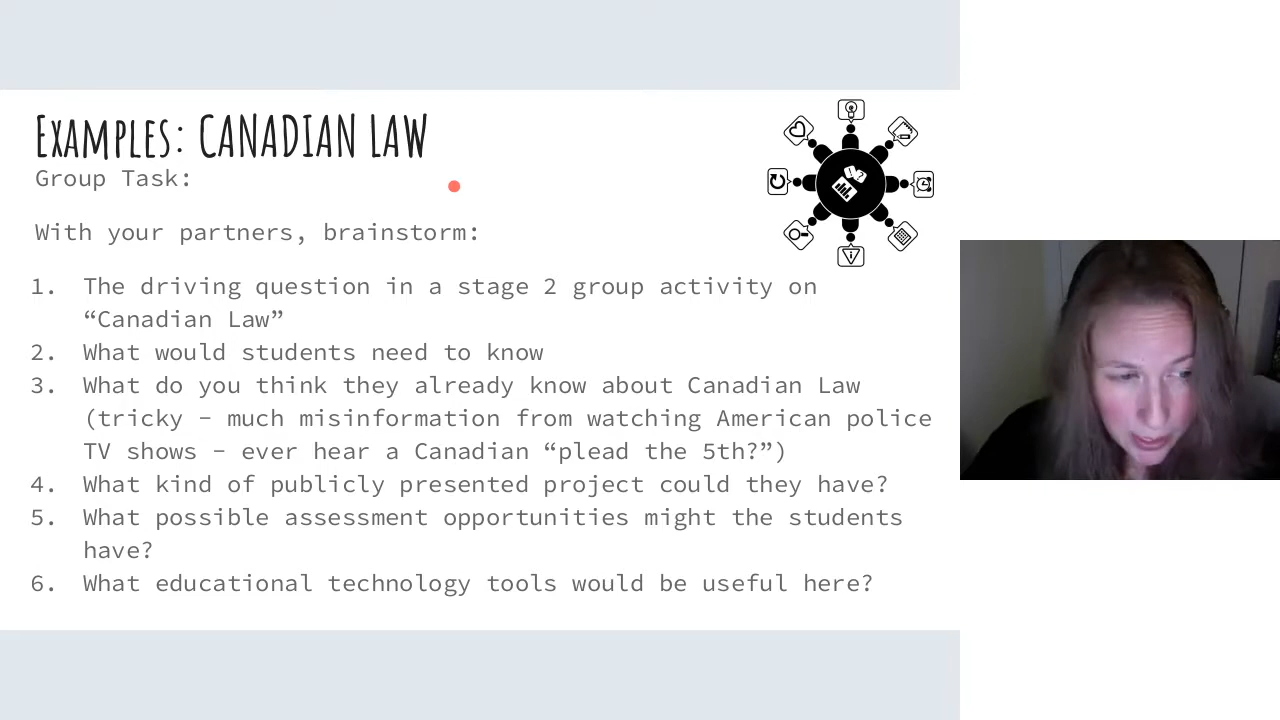 Examples: CANADIAN LAW
Group Task:
With your partners, brainstorm:
1. The driving question in a stage 2 group activity on
“Canadian Law”
2. What would students need to know
3. What do you think they already know about Canadian Law
(tricky – much misinformation from watching American police
TV shows – ever hear a Canadian “plead the 5th?”)
4. What kind of publicly presented project could they have?
5. What possible assessment opportunities might the students
have?
6. What educational technology tools would be useful here?